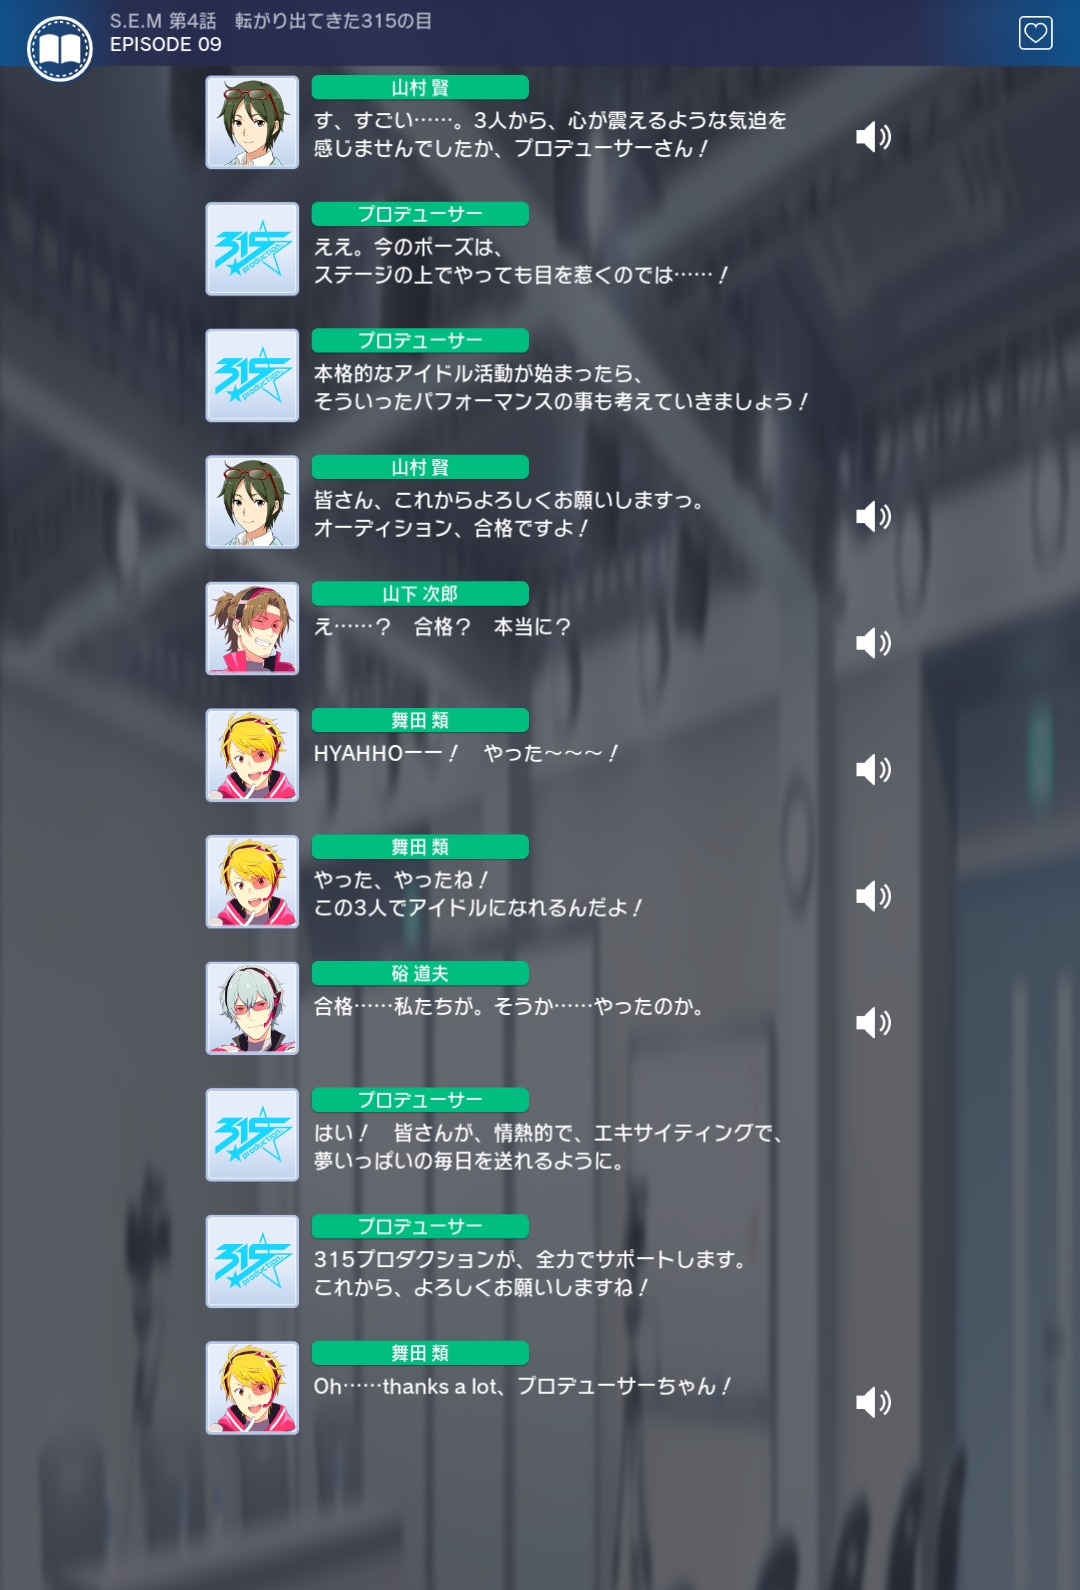 S.E.M 第4話　転がり出てきた315の目
EPISODE 09
山村 賢
す、すごい……。3人から、心が震えるような気迫を
感じませんでしたか、プロデューサーさん！
315 production
プロデューサー
ええ。今のポーズは、
ステージの上でやっても目を惹くのでは……！
315 production
プロデューサー
本格的なアイドル活動が始まったら、
そういったパフォーマンスの事も考えていきましょう！
山村 賢
皆さん、これからよろしくお願いしますっ。
オーディション、合格ですよ！
山下 次郎
え……？　合格？　本当に？
舞田 類
HYAHHOーー！　やった～～～！
舞田 類
やった、やったね！
この3人でアイドルになれるんだよ！
硲 道夫
合格……私たちが。そうか……やったのか。
315 production
プロデューサー
はい！　皆さんが、情熱的で、エキサイティングで、
夢いっぱいの毎日を送れるように。
315 production
プロデューサー
315プロダクションが、全力でサポートします。
これから、よろしくお願いしますね！
舞田 類
Oh……thanks a lot、プロデューサーちゃん！